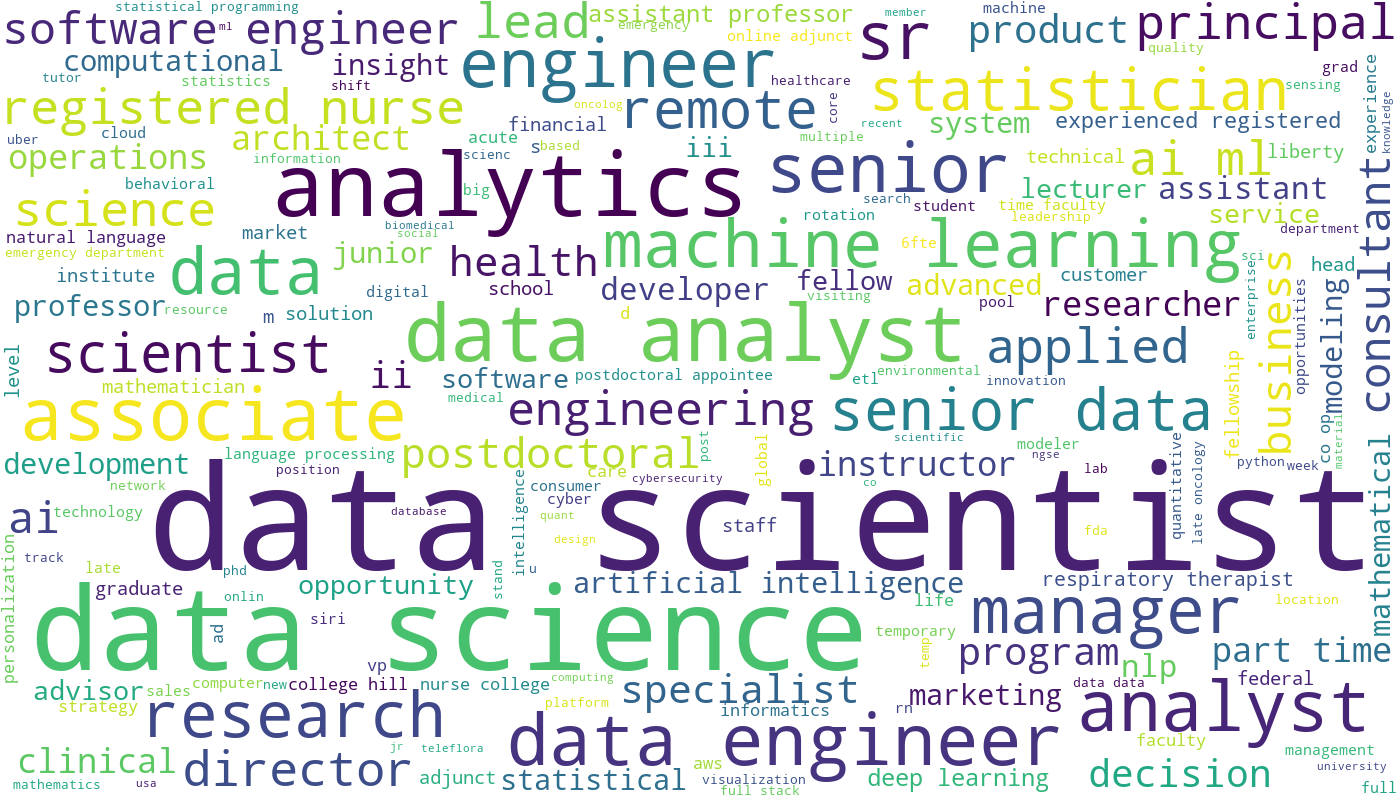 statistical programming
software engineer
ml
lead
assistant professor
emergency
online adjunct
member
sr
machine
product
principal
quality
computational
insight
engineer
healthcare
statistician
grad
sensing
tutor
statistics
shift
registered nurse
oncolog
remote
core
experience
knowledge
uber
cloud
architect
financial
acute
multiple
recent
system
experienced registered
operations
information
scienc
s
based
iii
senior
technical
ai ml
liberty
behavioral
analytics
big
search
student
lecturer
assistant
science
biomedical
social
rotation
time faculty
leadership
service
department
consultant
natural language
emergency department
market
junior
health
machine learning
6fte
sci
institute
data
digital
school
developer
fellow
visiting
advanced
customer
head
enterprise
business
opportunities
modeling
professor
resource
m
solution
data analyst
d
pool
researcher
scientist
ii
software
postdoctoral appointee
etl
environmental
applied
innovation
level
mathematician
medical
associate
engineering
senior data
fellowship
co op
material
postdoctoral
post
global
scientific
modeler
ngse
quantitative
late oncology
python
week
mathematical
development
language processing
position
care
instructor
lab
network
intelligence
consumer
cybersecurity
co
ai
technology
data scientist
database
cyber
quant
design
staff
fda
track
late
phd
u
personalization
graduate
onlin
opportunity
stand
artificial intelligence
respiratory therapist
location
data science
siri
ad
life
temporary
temp
manager
vp
program
nlp
part time
advisor
sales
computer
new
college hill
nurse college
computing
specialist
marketing
data data
federal
strategy
research
platform
informatics
rn
analyst
clinical
director
jr
teleflora
data engineer
faculty
management
university
mathematics
usa
adjunct
statistical
aws
visualization
full stack
deep learning
decision
full